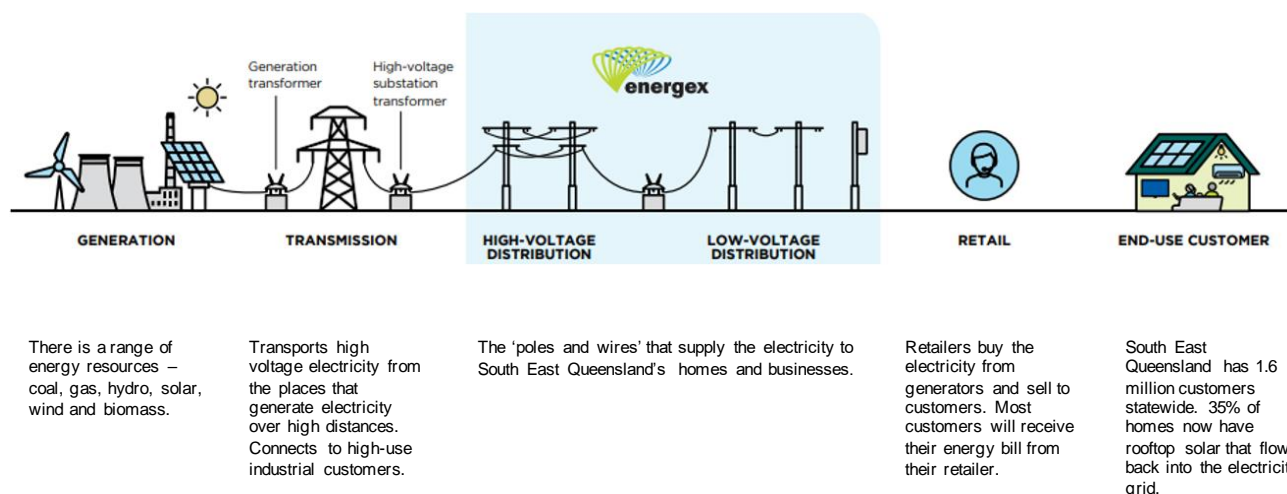 Generation
transformer
High-voltage
substation
transformer
energex
GENERATION
TRANSMISSION
HIGH-VOLTAGE
DISTRIBUTION
LOW-VOLTAGE
DISTRIBUTION
RETAIL
END-USE CUSTOMER
There is a range of
energy resources –
coal, gas, hydro, solar,
wind and biomass.
Transports high
voltage electricity from
the places that
generate electricity
over high distances.
Connects to high-use
industrial customers.
The ‘poles and wires’ that supply the electricity to
South East Queensland’s homes and businesses.
Retailers buy the
electricity from
generators and sell to
customers. Most
customers will receive
their energy bill from
their retailer.
South East
Queensland has 1.6
million customers
statewide. 35% of
homes now have
rooftop solar that flow
back into the electricit
grid.